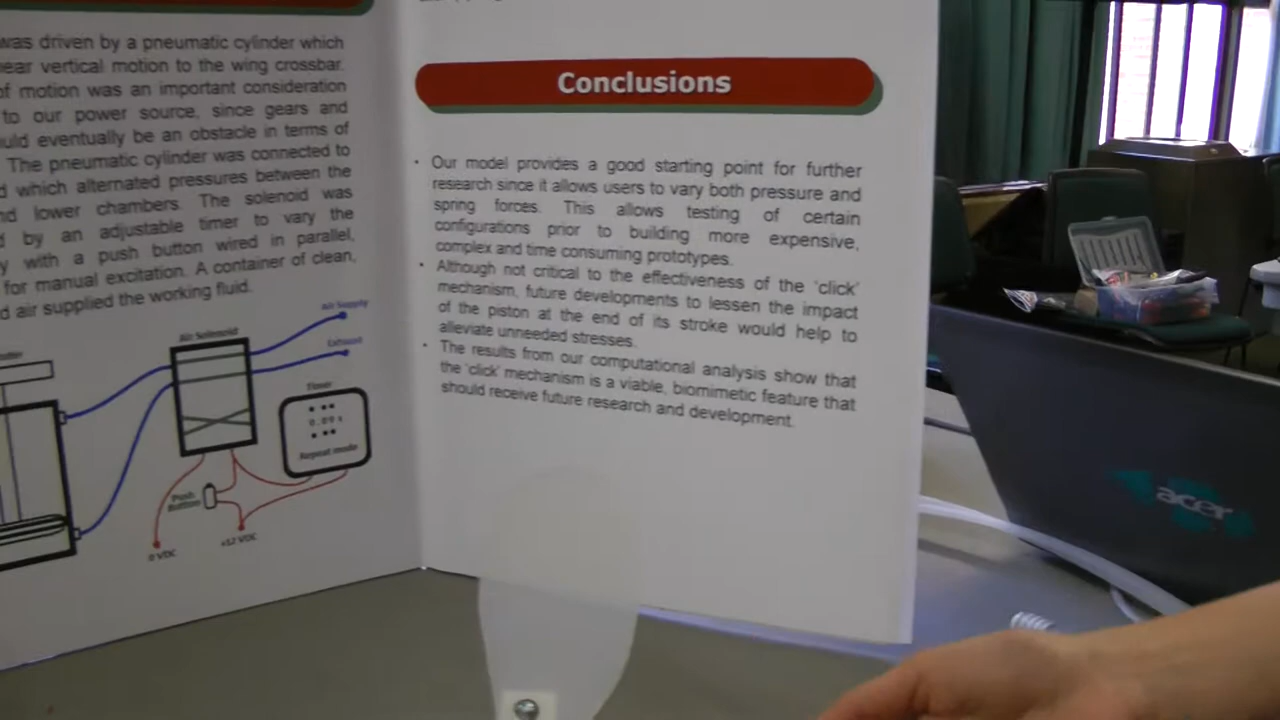 was driven by a pneumatic cylinder which
near vertical motion to the wing crossbar.
of motion was an important consideration
to our power source, since gears and
uld eventually be an obstacle in terms of
The pneumatic cylinder was connected to
d which alternated pressures between the
nd lower chambers. The solenoid was
d by an adjustable timer to vary the
y with a push button wired in parallel,
for manual excitation. A container of clean,
d air supplied the working fluid.
Air Supply
Air Solenoid
Exhaust
Timer
Repeat mode
Push
Button
0 VDC
+12 VDC
Conclusions
· Our model provides a good starting point for further
research since it allows users to vary both pressure and
spring forces. This allows testing of certain
configurations prior to building more expensive,
complex and time consuming prototypes.
· Although not critical to the effectiveness of the 'click'
mechanism, future developments to lessen the impact
of the piston at the end of its stroke would help to
alleviate unneeded stresses.
· The results from our computational analysis show that
the 'click' mechanism is a viable, biomimetic feature that
should receive future research and development.
acer